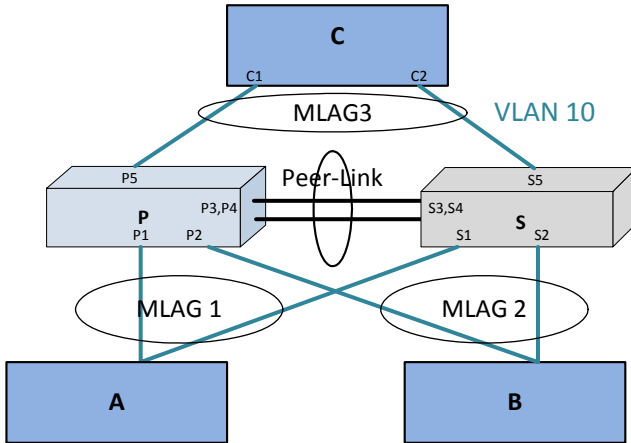 C
C1
C2
MLAG3
VLAN 10
P5
Peer-Link
S5
P3,P4
S3,S4
P
S
P1
P2
S1
S2
MLAG 1
MLAG 2
A
B